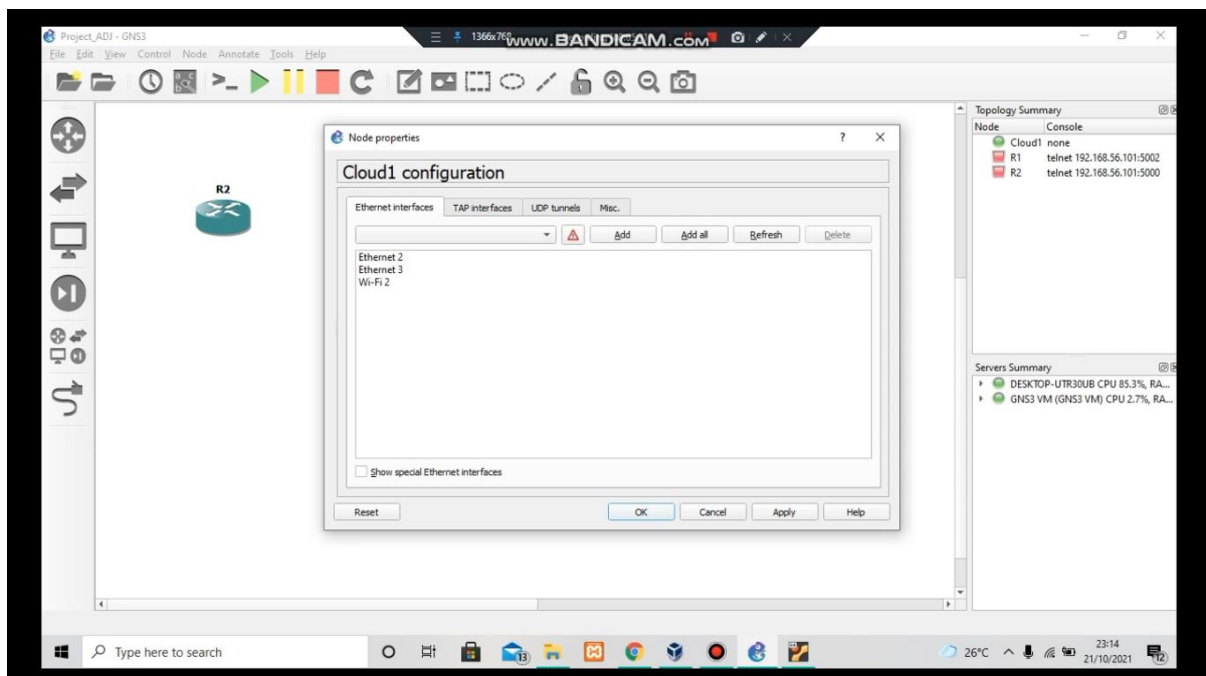 Project_ADJ - GNS3
1366x768
www.BANDICAM.com
File Edit View Control Node Annotate Tools Help
R2
Node properties
Cloud1 configuration
Ethernet interfaces TAP interfaces UDP tunnels Misc.
Add Add all Refresh Delete
Ethernet 2
Ethernet 3
Wi-Fi 2
Show special Ethernet interfaces
Reset OK Cancel Apply Help
Topology Summary
Node Console
Cloud1 none
R1 telnet 192.168.56.101:5002
R2 telnet 192.168.56.101:5000
Servers Summary
DESKTOP-UTR30UB CPU 85.3%, RA...
GNS3 VM (GNS3 VM) CPU 2.7%, RA...
Type here to search
13
26°C
23:14
21/10/2021
12